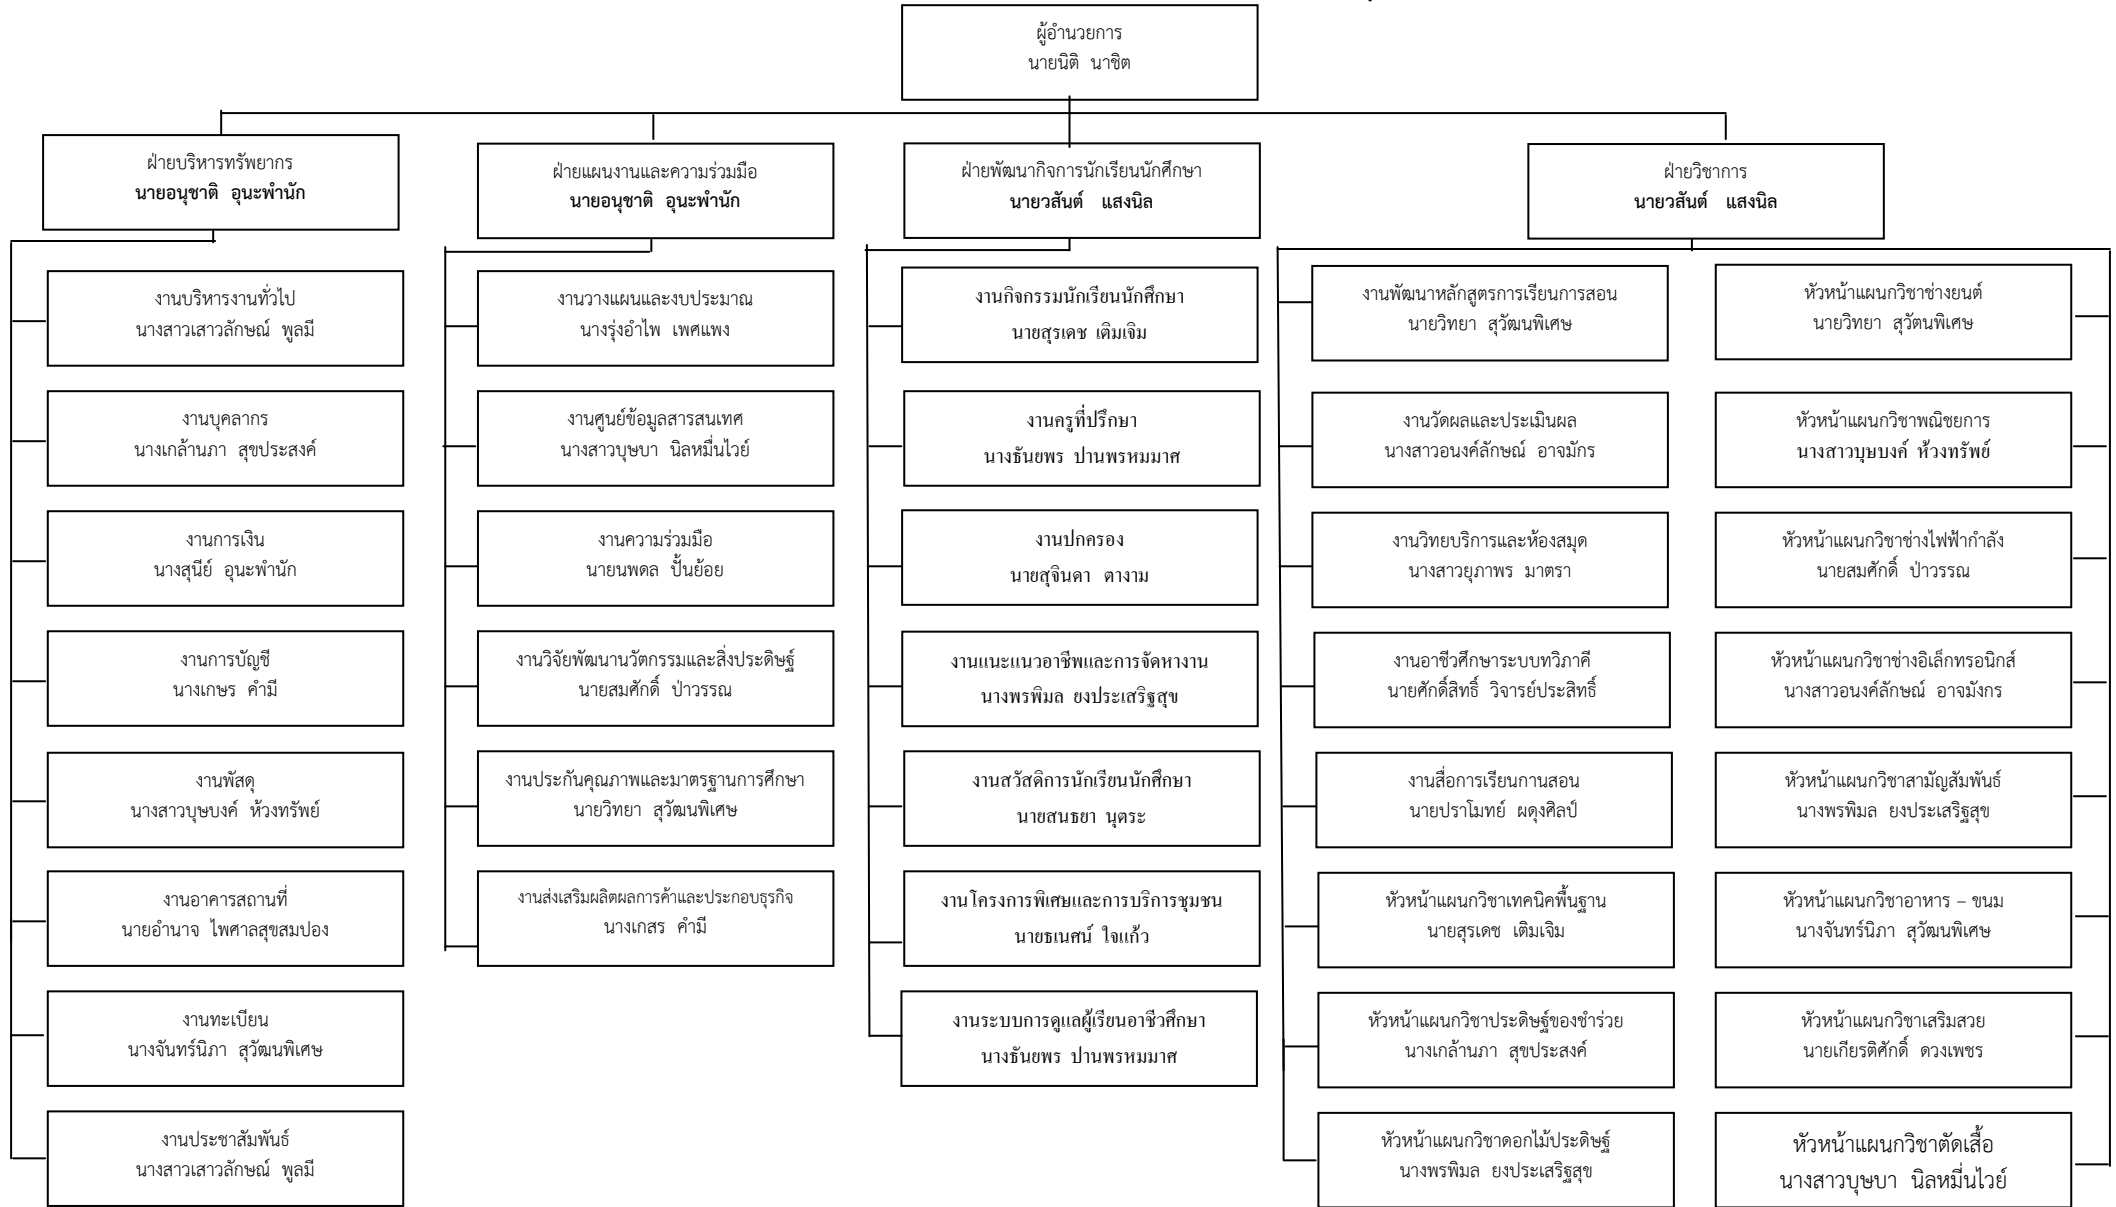 ผู้อำนวยการ
นายนิติ นาชิต
ฝ่ายบริหารทรัพยากร
นายอนุชาติ อุนะพำนัก
งานบริหารงานทั่วไป
นางสาวเสาวลักษณ์ พูลมี
งานบุคลากร
นางเกล้านภา สุขประสงค์
งานการเงิน
นางสุนีย์ อุนะพำนัก
งานการบัญชี
นางเกษร คำมี
งานพัสดุ
นางสาวบุษบงค์ ห้วงทรัพย์
งานอาคารสถานที่
นายอำนาจ ไพศาลสุขสมปอง
งานทะเบียน
นางจันทร์นิภา สุวัฒนพิเศษ
งานประชาสัมพันธ์
นางสาวเสาวลักษณ์ พูลมี
ฝ่ายแผนงานและความร่วมมือ
นายอนุชาติ อุนะพำนัก
งานวางแผนและงบประมาณ
นางรุ่งอำไพ เพศแพง
งานศูนย์ข้อมูลสารสนเทศ
นางสาวบุษบา นิลหมื่นไวย์
งานความร่วมมือ
นายนพดล ปั้นย้อย
งานวิจัยพัฒนานวัตกรรมและสิ่งประดิษฐ์
นายสมศักดิ์ ป่าวรรณ
งานประกันคุณภาพและมาตรฐานการศึกษา
นายวิทยา สุวัฒนพิเศษ
งานส่งเสริมผลิตผลการค้าและประกอบธุรกิจ
นางเกสร คำมี
ฝ่ายพัฒนากิจการนักเรียนนักศึกษา
นายวสันต์ แสงนิล
งานกิจกรรมนักเรียนนักศึกษา
นายสุรเดช เติมเจิม
งานครูที่ปรึกษา
นางธันยพร ปานพรหมมาศ
งานปกครอง
นายสุจินดา ตางาม
งานแนะแนวอาชีพและการจัดหางาน
นางพรพิมล ยงประเสริฐสุข
งานสวัสดิการนักเรียนนักศึกษา
นายสนธยา นุตระ
งานโครงการพิเศษและการบริการชุมชน
นายธเนศน์ ใจแก้ว
งานระบบการดูแลผู้เรียนอาชีวศึกษา
นางธันยพร ปานพรหมมาศ
ฝ่ายวิชาการ
นายวสันต์ แสงนิล
งานพัฒนาหลักสูตรการเรียนการสอน
นายวิทยา สุวัฒนพิเศษ
งานวัดผลและประเมินผล
นางสาวอนงค์ลักษณ์ อาจมักร
งานวิทยบริการและห้องสมุด
นางสาวยุภาพร มาตรา
งานอาชีวศึกษาระบบทวิภาคี
นายศักดิ์สิทธิ์ วิจารย์ประสิทธิ์
งานสื่อการเรียนกานสอน
นายปราโมทย์ ผดุงศิลป์
หัวหน้าแผนกวิชาเทคนิคพื้นฐาน
นายสุรเดช เติมเจิม
หัวหน้าแผนกวิชาประดิษฐ์ของชำร่วย
นางเกล้านภา สุขประสงค์
หัวหน้าแผนกวิชาดอกไม้ประดิษฐ์
นางพรพิมล ยงประเสริฐสุข
หัวหน้าแผนกวิชาช่างยนต์
นายวิทยา สุวัตนพิเศษ
หัวหน้าแผนกวิชาพณิชยการ
นางสาวบุษบงค์ ห้วงทรัพย์
หัวหน้าแผนกวิชาช่างไฟฟ้ากำลัง
นายสมศักดิ์ ป่าวรรณ
หัวหน้าแผนกวิชาช่างอิเล็กทรอนิกส์
นางสาวอนงค์ลักษณ์ อาจมังกร
หัวหน้าแผนกวิชาสามัญสัมพันธ์
นางพรพิมล ยงประเสริฐสุข
หัวหน้าแผนกวิชาอาหาร – ขนม
นางจันทร์นิภา สุวัฒนพิเศษ
หัวหน้าแผนกวิชาเสริมสวย
นายเกียรติศักดิ์ ดวงเพชร
หัวหน้าแผนกวิชาตัดเสื้อ
นางสาวบุษบา นิลหมื่นไวย์